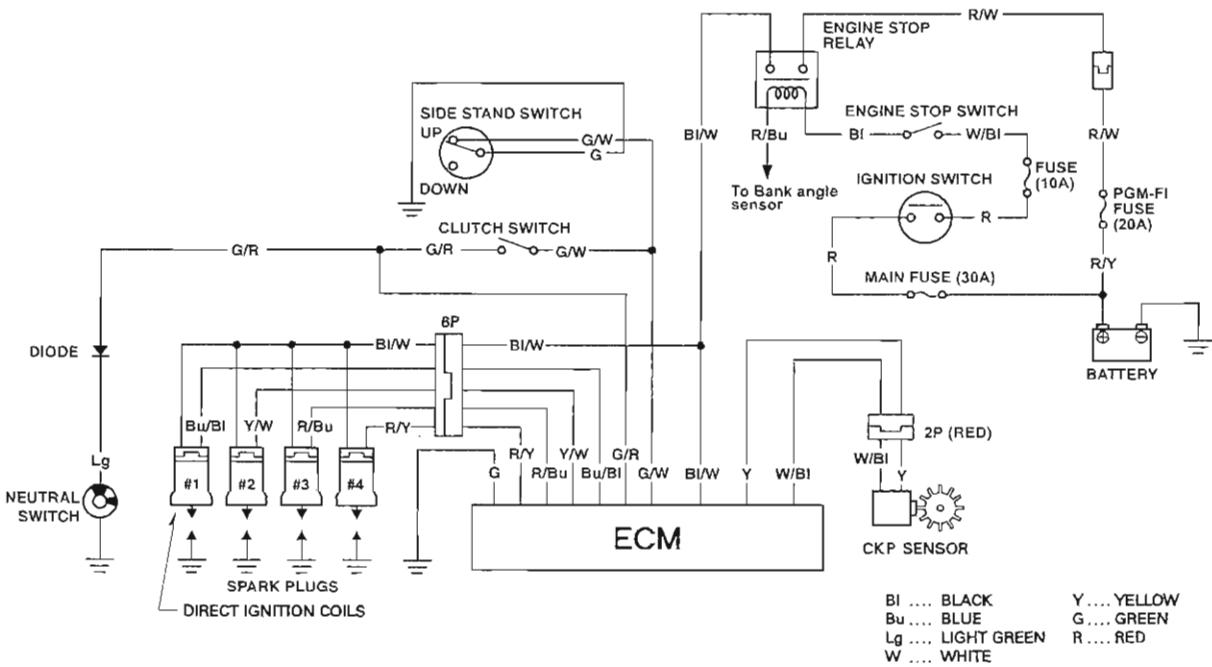 R/W
ENGINE STOP
RELAY
SIDE STAND SWITCH
UP
G/W
G
DOWN
Bl/W
R/Bu
ENGINE STOP SWITCH
Bl
W/Bl
R/W
To Bank angle
sensor
IGNITION SWITCH
FUSE
(10A)
R
PGM-FI
FUSE
(20A)
R
MAIN FUSE (30A)
R/Y
BATTERY
CLUTCH SWITCH
G/R
G/R
G/W
DIODE
6P
Bl/W
Bl/W
Bu/Bl
Y/W
R/Bu
R/Y
2P (RED)
W/Bl
Y
Lg
#1
#2
#3
#4
G
R/Y
R/Bu
Y/W
Bu/Bl
G/R
G/W
Bl/W
Y
W/Bl
NEUTRAL
SWITCH
ECM
CKP SENSOR
SPARK PLUGS
DIRECT IGNITION COILS
Bl .... BLACK
Bu .... BLUE
Lg .... LIGHT GREEN
W .... WHITE
Y .... YELLOW
G .... GREEN
R .... RED